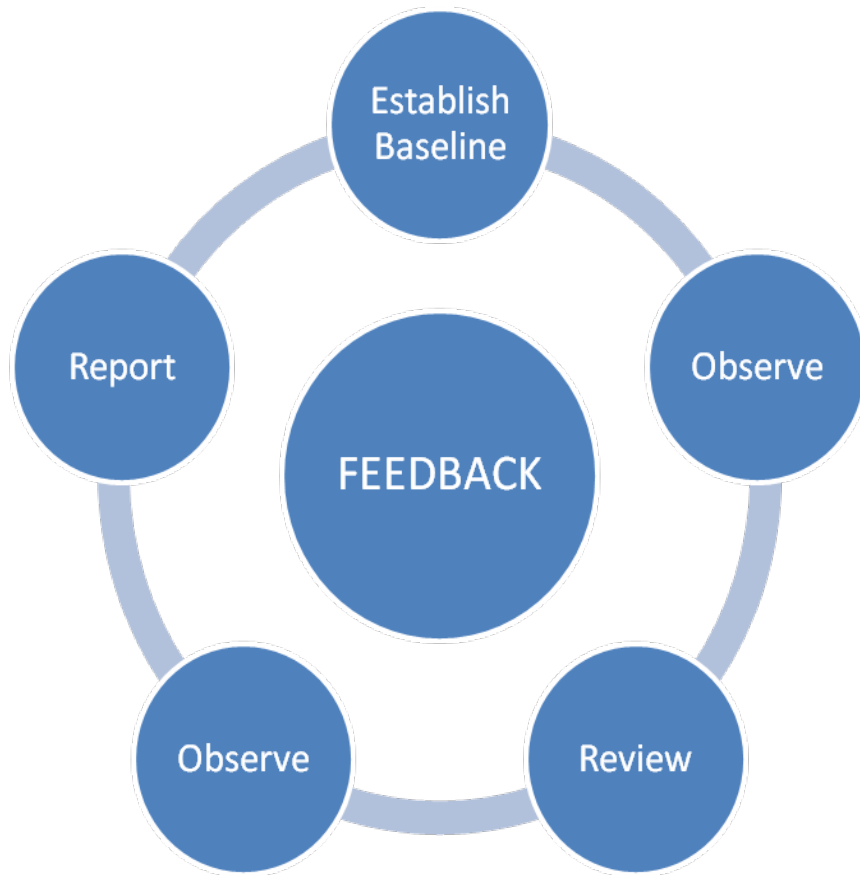 Establish
Baseline
Observe
Review
Observe
Report
FEEDBACK